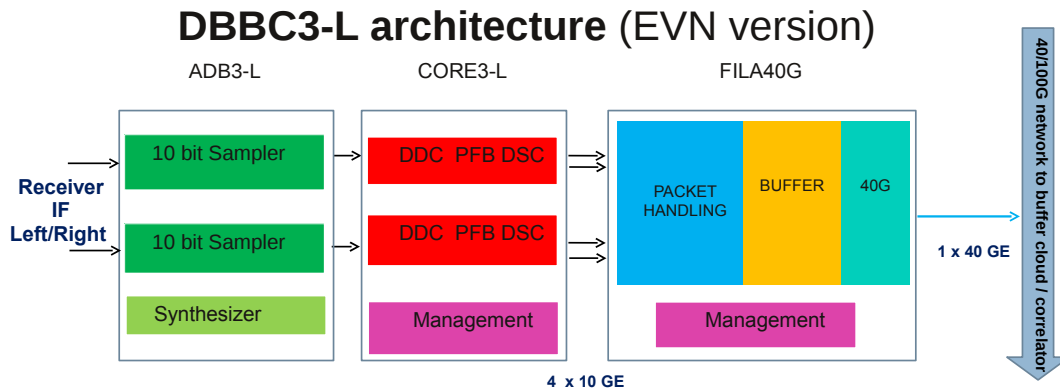 DBBC3-L architecture (EVN version)
ADB3-L
CORE3-L
FILA40G
10 bit Sampler
10 bit Sampler
Synthesizer
Receiver
IF
Left/Right
DDC PFB DSC
DDC PFB DSC
Management
4 x 10 GE
PACKET
HANDLING
BUFFER
40G
Management
1 x 40 GE
40/100G network to buffer cloud / correlator